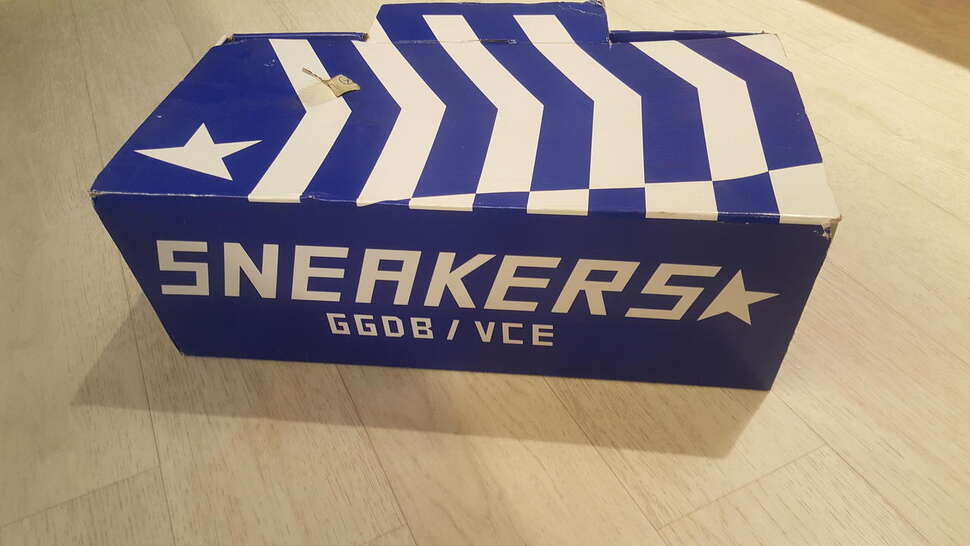 SNEAKERS
GGDB / VCE